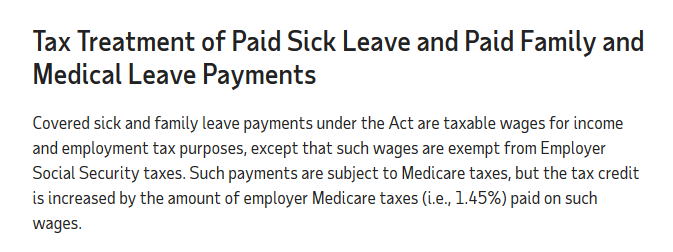 Tax Treatment of Paid Sick Leave and Paid Family and
Medical Leave Payments
Covered sick and family leave payments under the Act are taxable wages for income
and employment tax purposes, except that such wages are exempt from Employer
Social Security taxes. Such payments are subject to Medicare taxes, but the tax credit
is increased by the amount of employer Medicare taxes (i.e., 1.45%) paid on such
wages.